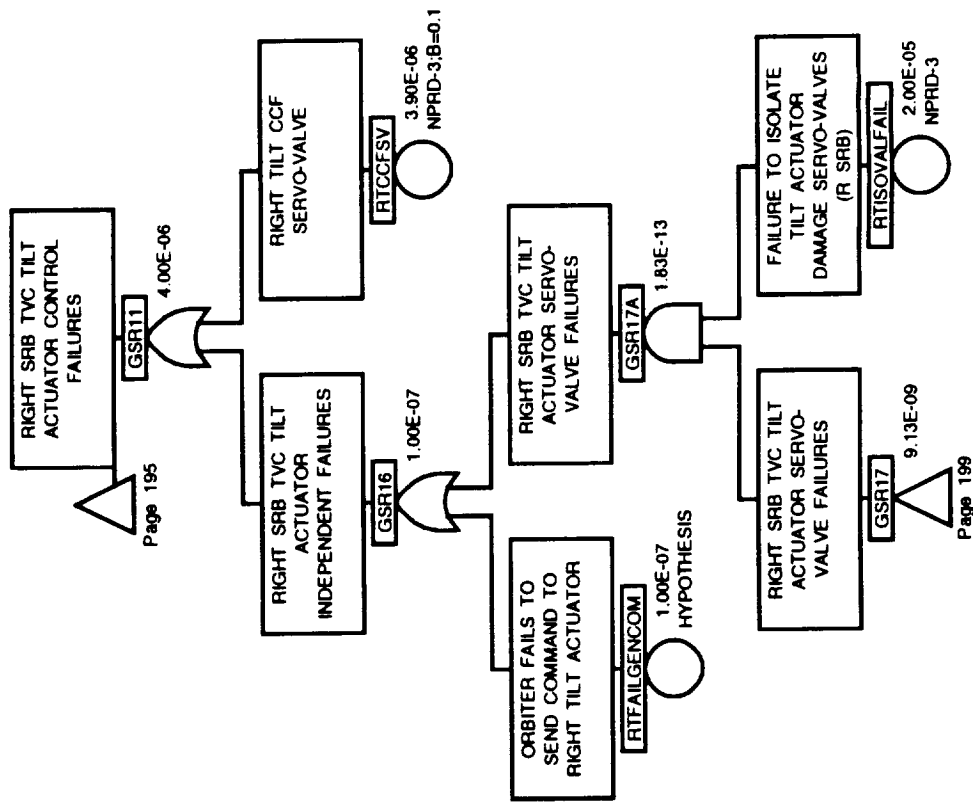 RIGHT SRB TVC TILT
ACTUATOR CONTROL
FAILURES
GSR11
4.00E-06
Page 195
RIGHT SRB TVC TILT
ACTUATOR
INDEPENDENT FAILURES
GSR16
1.00E-07
RIGHT TILT CCF
SERVO-VALVE
RTCCFSV
3.90E-06
NPRD-3;B=0.1
ORBITER FAILS TO
SEND COMMAND TO
RIGHT TILT ACTUATOR
RTFAILGENCOM
1.00E-07
HYPOTHESIS
RIGHT SRB TVC TILT
ACTUATOR SERVO-
VALVE FAILURES
GSR17A
1.83E-13
RIGHT SRB TVC TILT
ACTUATOR SERVO-
VALVE FAILURES
GSR17
9.13E-09
Page 199
FAILURE TO ISOLATE
TILT ACTUATOR
DAMAGE SERVO-VALVES
(R SRB)
RTISOVALFAIL
2.00E-05
NPRD-3